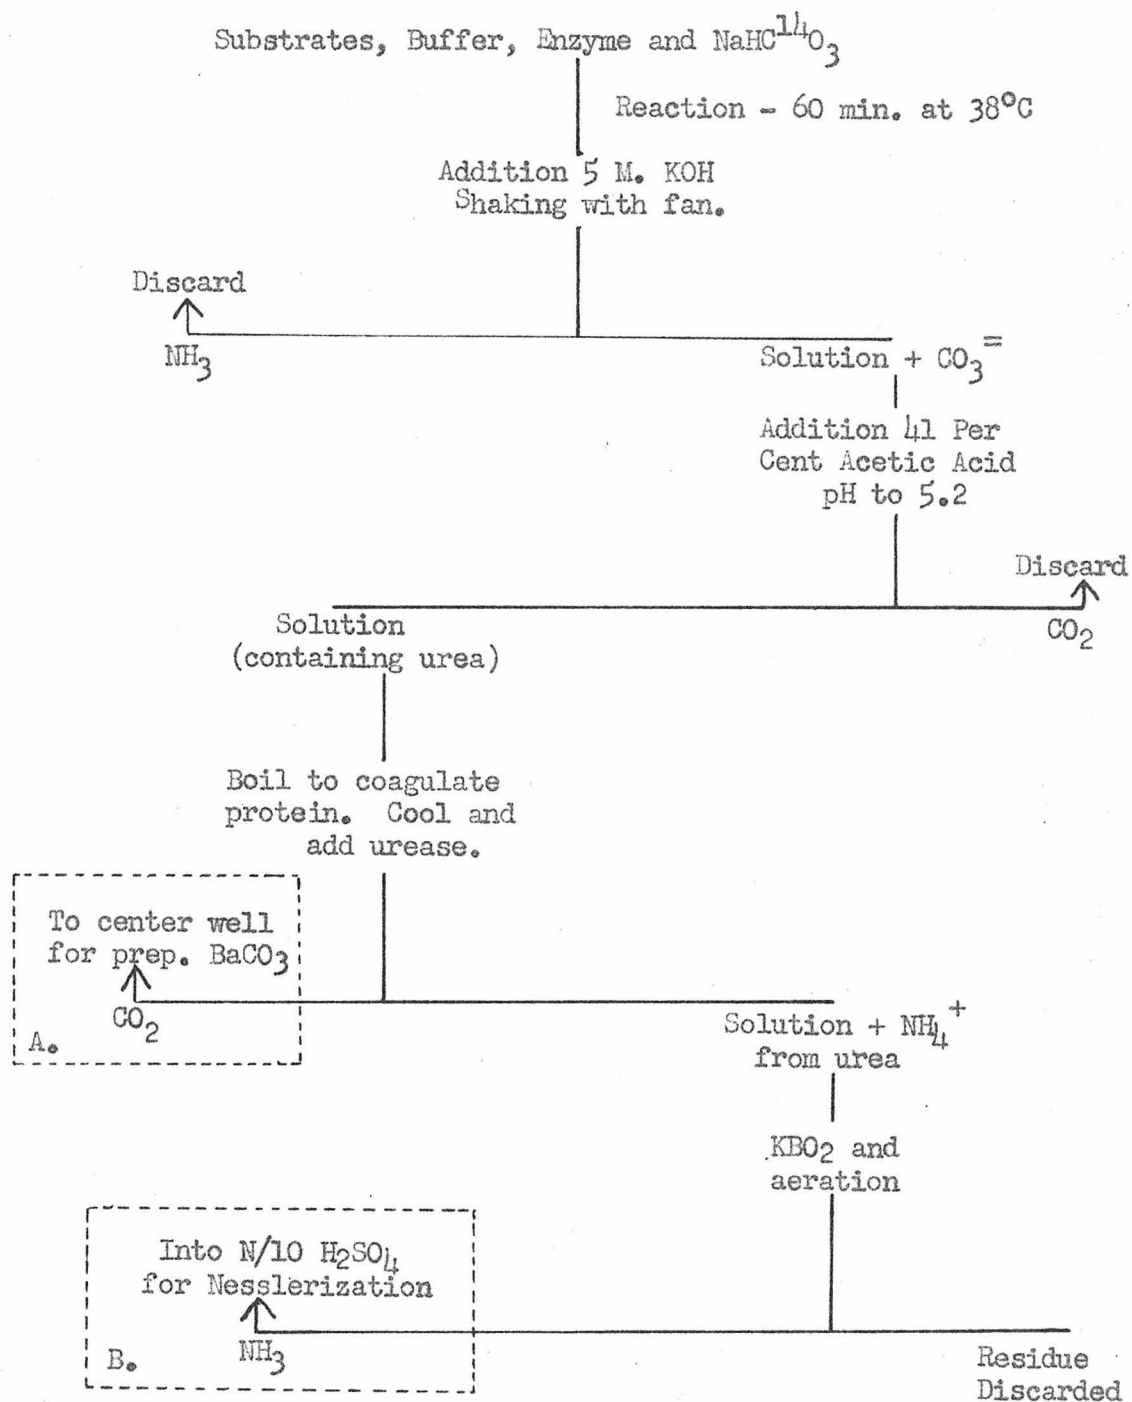 Substrates, Buffer, Enzyme and NaHC¹⁴O₃
Reaction - 60 min. at 38°C
Addition 5 M. KOH
Shaking with fan.
Discard
NH₃
Solution + CO₃⁼
Addition 41 Per
Cent Acetic Acid
pH to 5.2
Discard
CO₂
Solution
(containing urea)
Boil to coagulate
protein. Cool and
add urease.
To center well
for prep. BaCO₃
CO₂
A.
Solution + NH₄⁺
from urea
KBO₂ and
aeration
Into N/10 H₂SO₄
for Nesslerization
NH₃
B.
Residue
Discarded